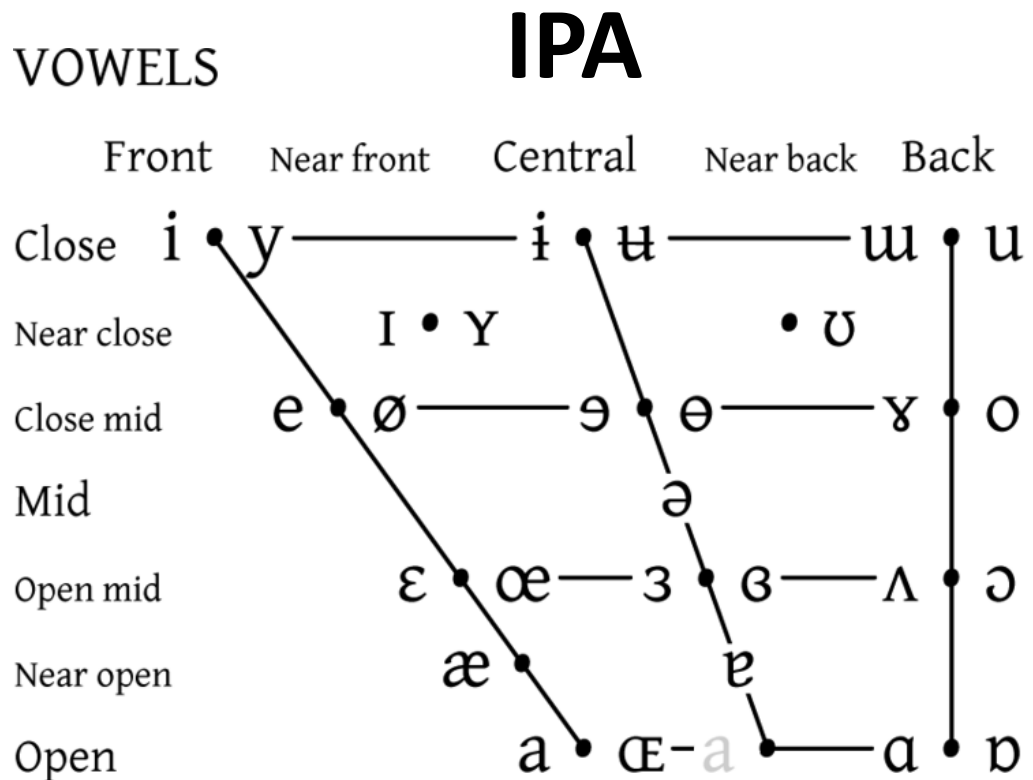 IPA
VOWELS
Front Near front Central Near back Back
Close i y ɨ ʉ ɯ u
Near close ɪ ʏ ʊ
Close mid e ø ɘ ɵ ɤ o
Mid ə
Open mid ɛ œ ɜ ɞ ʌ ɔ
Near open æ ɐ
Open a ɶ a ɑ ɒ